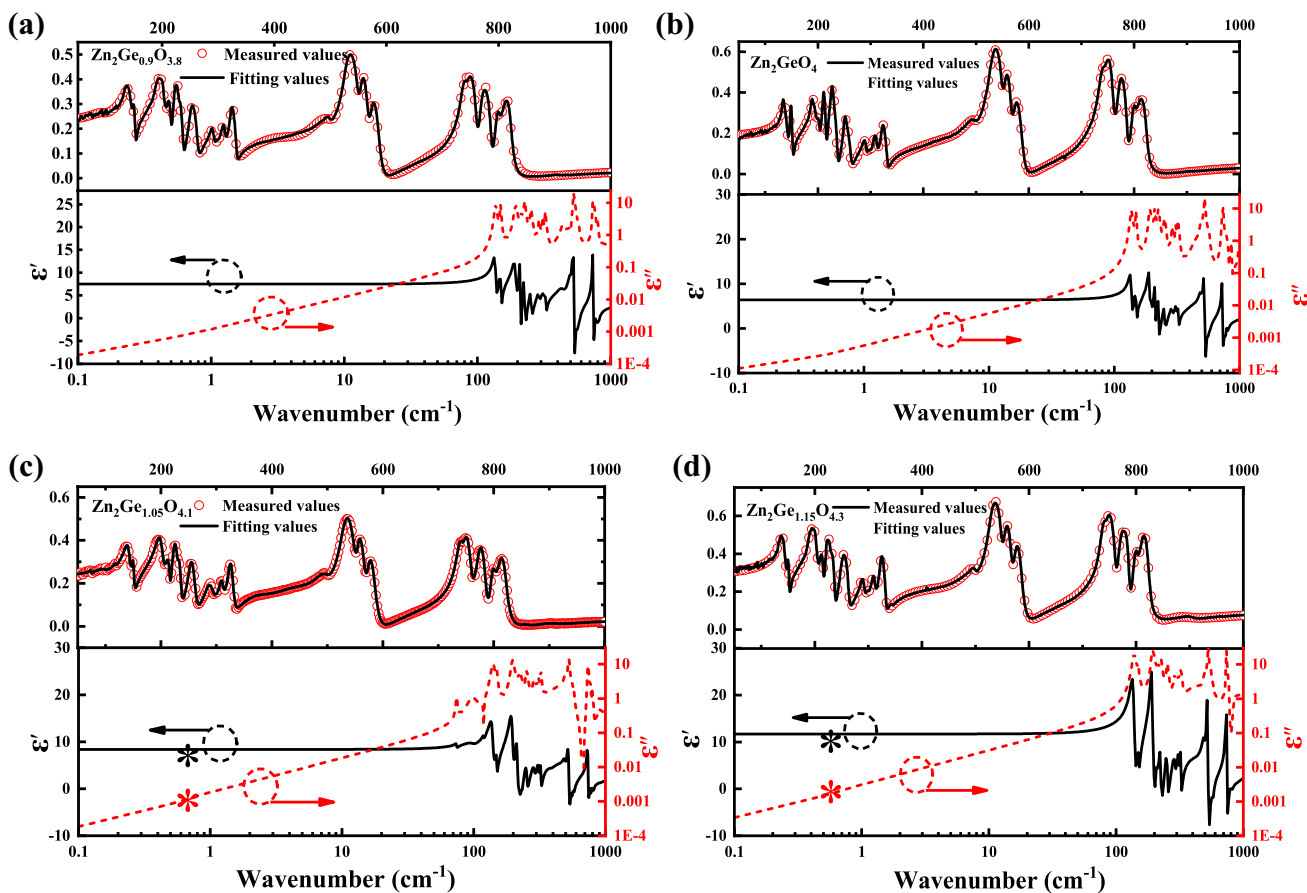 (a)
0 200 400 600 800 1000
Zn2Ge0.9O3.8 Measured values
Fitting values
0.5
0.4
0.3
0.2
0.1
0.0
25
20
15
10
5
0
-5
-10
ε'
10
1
0.1
0.01
0.001
1E-4
ε''
0.1 1 10 100 1000
Wavenumber (cm-1)
(b)
200 400 600 800 1000
Zn2GeO4 Measured values
Fitting values
0.6
0.4
0.2
0.0
30
20
10
0
-10
ε'
10
1
0.1
0.01
0.001
1E-4
ε''
0.1 1 10 100 1000
Wavenumber (cm-1)
(c)
200 400 600 800 1000
Zn2Ge1.05O4.1 Measured values
Fitting values
0.6
0.4
0.2
0.0
30
20
10
0
-10
ε'
10
1
0.1
0.01
0.001
1E-4
ε''
0.1 1 10 100 1000
Wavenumber (cm-1)
(d)
200 400 600 800 1000
Zn2Ge1.15O4.3 Measured values
Fitting values
0.6
0.4
0.2
0.0
30
20
10
0
-10
ε'
10
1
0.1
0.01
0.001
1E-4
ε''
0.1 1 10 100 1000
Wavenumber (cm-1)